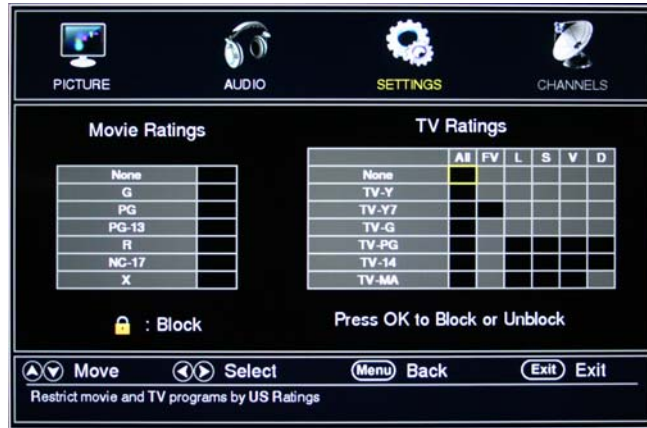 PICTURE AUDIO SETTINGS CHANNELS
Movie Ratings
None
G
PG
PG-13
R
NC-17
X
: Block
TV Ratings
All FV L S V D
None
TV-Y
TV-Y7
TV-G
TV-PG
TV-14
TV-MA
Press OK to Block or Unblock
Move Select Menu Back Exit Exit
Restrict movie and TV programs by US Ratings